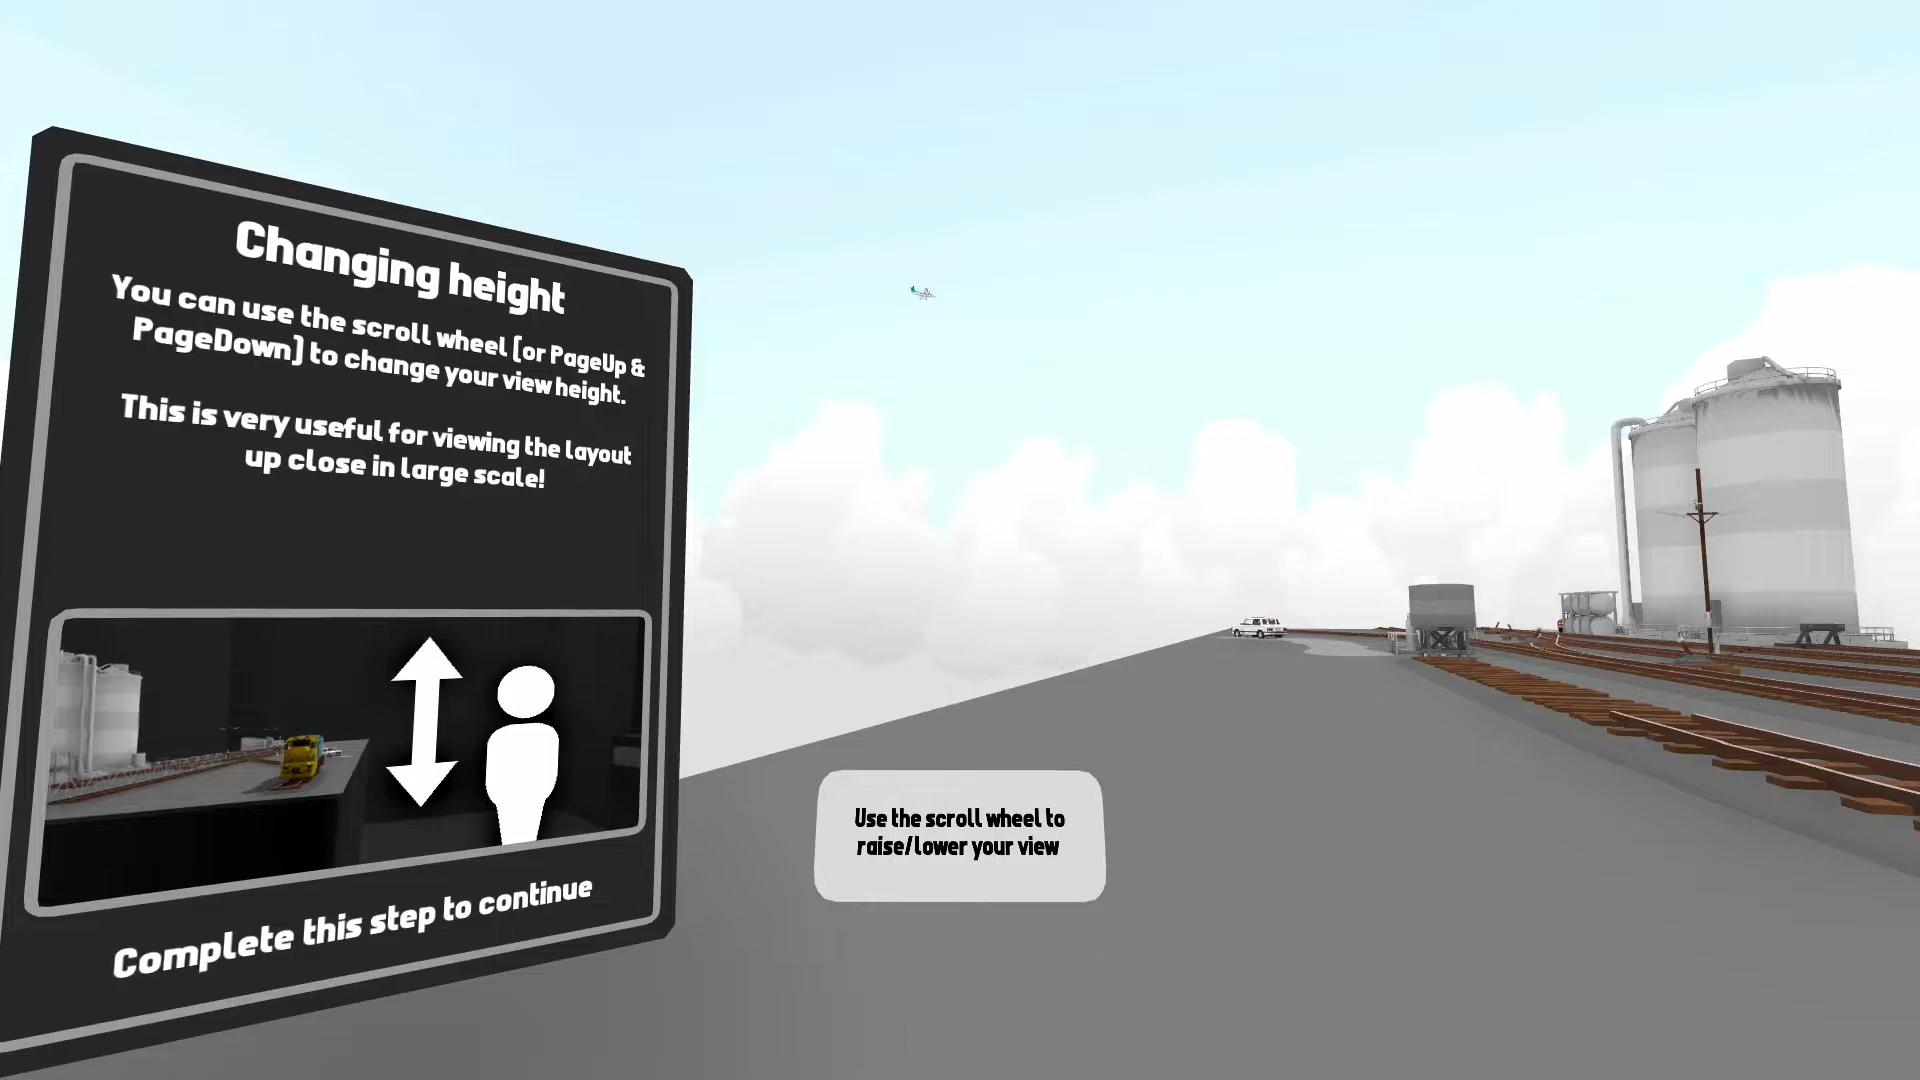 Changing height
You can use the scroll wheel (or PageUp &
PageDown) to change your view height.
This is very useful for viewing the layout
up close in large scale!
Complete this step to continue
Use the scroll wheel to
raise/lower your view